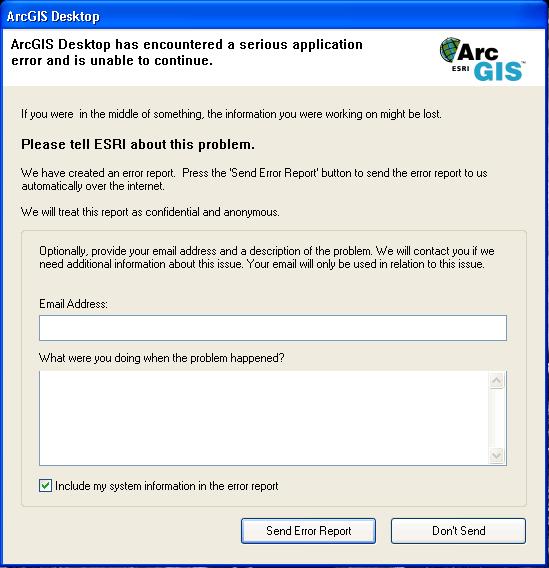 ArcGIS Desktop
ArcGIS Desktop has encountered a serious application
error and is unable to continue.
Arc
ESRI GIS™
If you were  in the middle of something, the information you were working on might be lost.
Please tell ESRI about this problem.
We have created an error report.  Press the 'Send Error Report' button to send the error report to us
automatically over the internet.
We will treat this report as confidential and anonymous.
Optionally, provide your email address and a description of the problem. We will contact you if we
need additional information about this issue. Your email will only be used in relation to this issue.
Email Address:
What were you doing when the problem happened?
Include my system information in the error report
Send Error Report
Don't Send